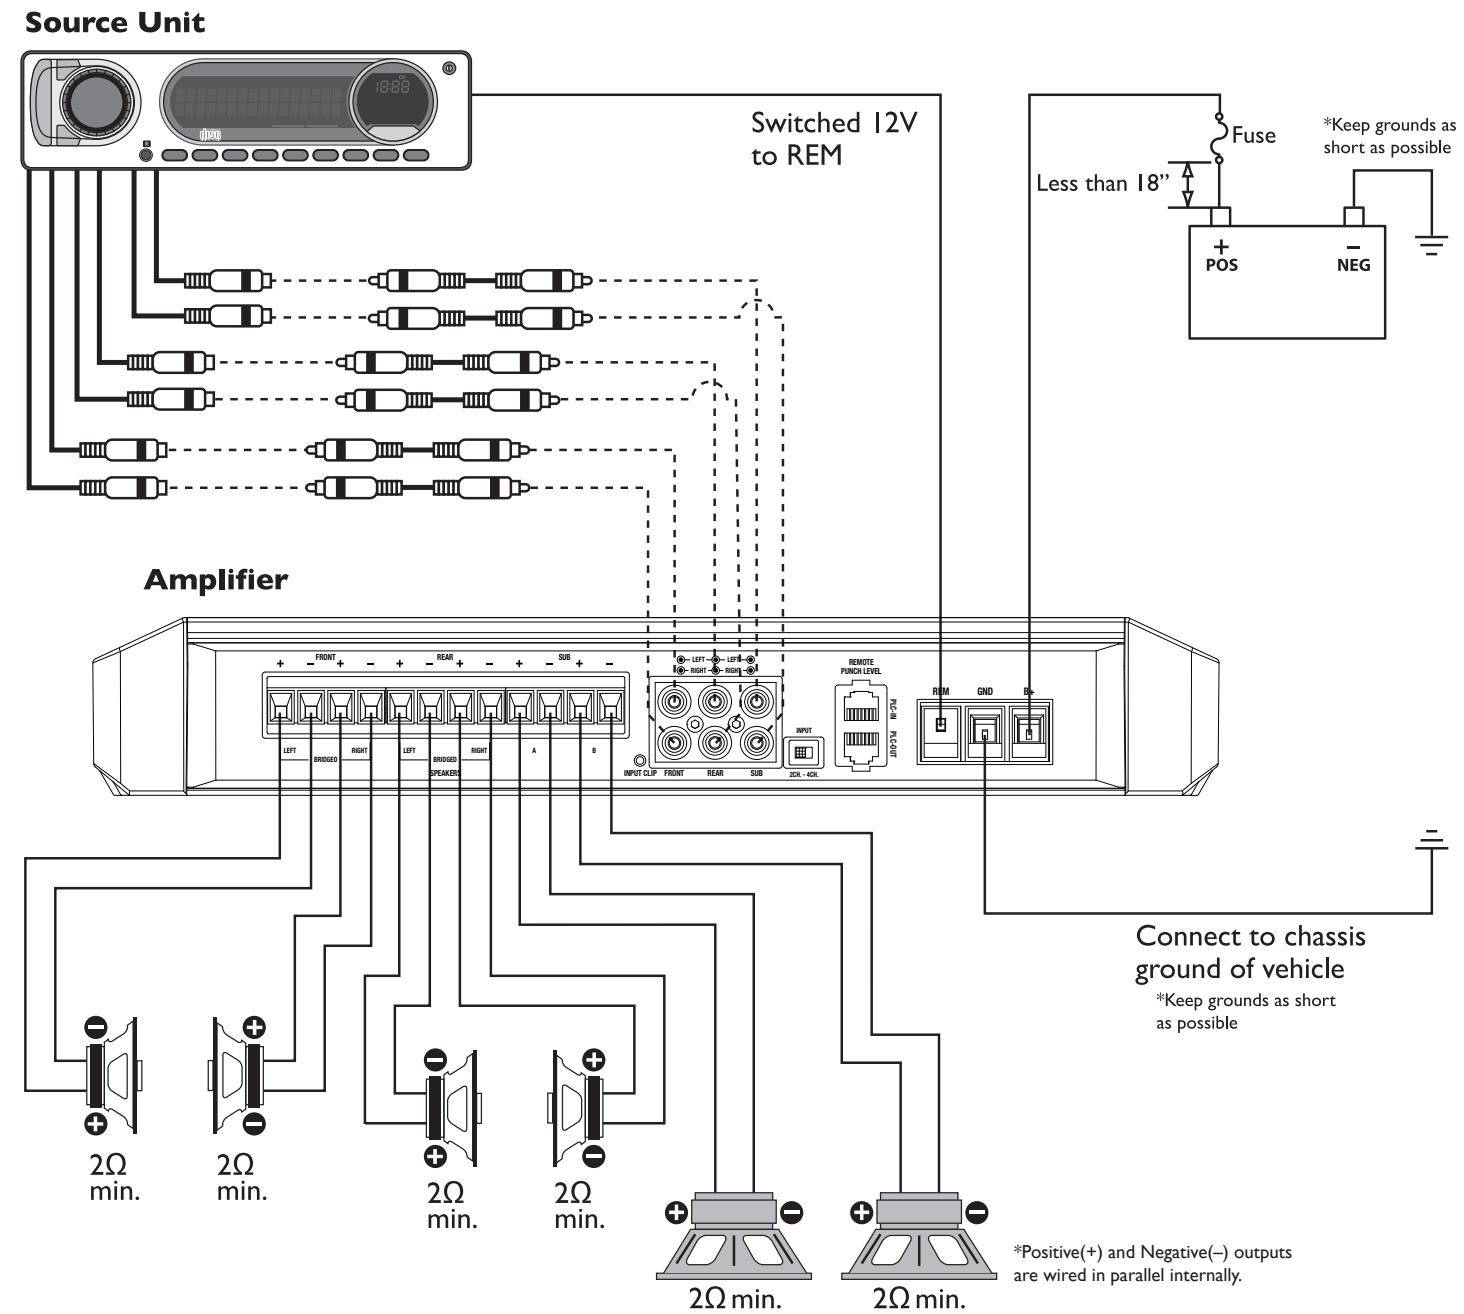 Source Unit
18:88
disc
Switched 12V
to REM
Fuse
*Keep grounds as
short as possible
Less than 18”
+
POS
–
NEG
Amplifier
FRONT
REAR
SUB
+ – + – + – + – + – + –
LEFT
BRIDGED
RIGHT
LEFT
BRIDGED
RIGHT
A
B
SPEAKERS
LEFT
LEFT
RIGHT
RIGHT
INPUT CLIP
FRONT
REAR
SUB
INPUT
2CH. - 4CH.
REMOTE
PUNCH LEVEL
PLC-IN
PLC-OUT
REM
GND
B+
Connect to chassis
ground of vehicle
*Keep grounds as short
as possible
– +
+ –
– +
+ –
2Ω
min.
2Ω
min.
2Ω
min.
2Ω
min.
+ –
+ –
2Ω min.
2Ω min.
*Positive(+) and Negative(–) outputs
are wired in parallel internally.